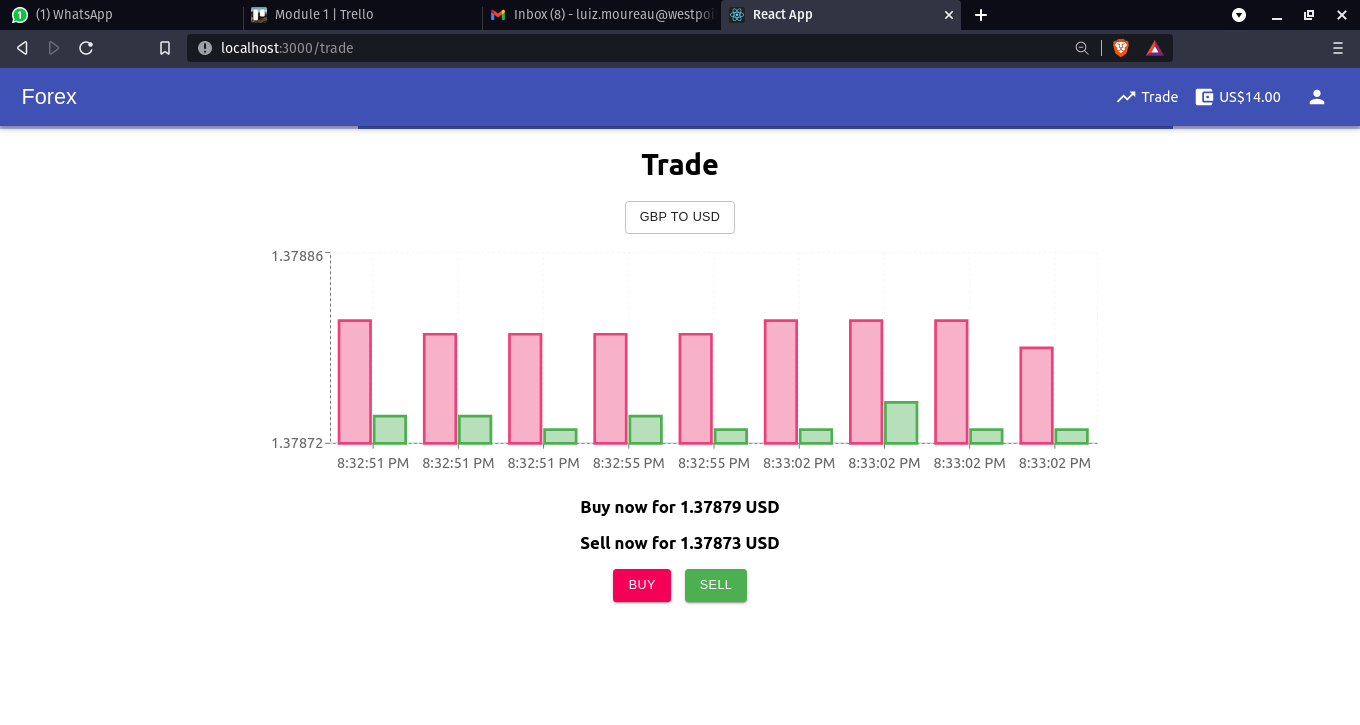 1 (1) WhatsApp Module 1 | Trello Inbox (8) - luiz.moureau@westpoi React App
localhost:3000/trade
Forex Trade US$14.00
Trade
GBP TO USD
1.37886
1.37872
8:32:51 PM 8:32:51 PM 8:32:51 PM 8:32:55 PM 8:32:55 PM 8:33:02 PM 8:33:02 PM 8:33:02 PM 8:33:02 PM
Buy now for 1.37879 USD
Sell now for 1.37873 USD
BUY SELL